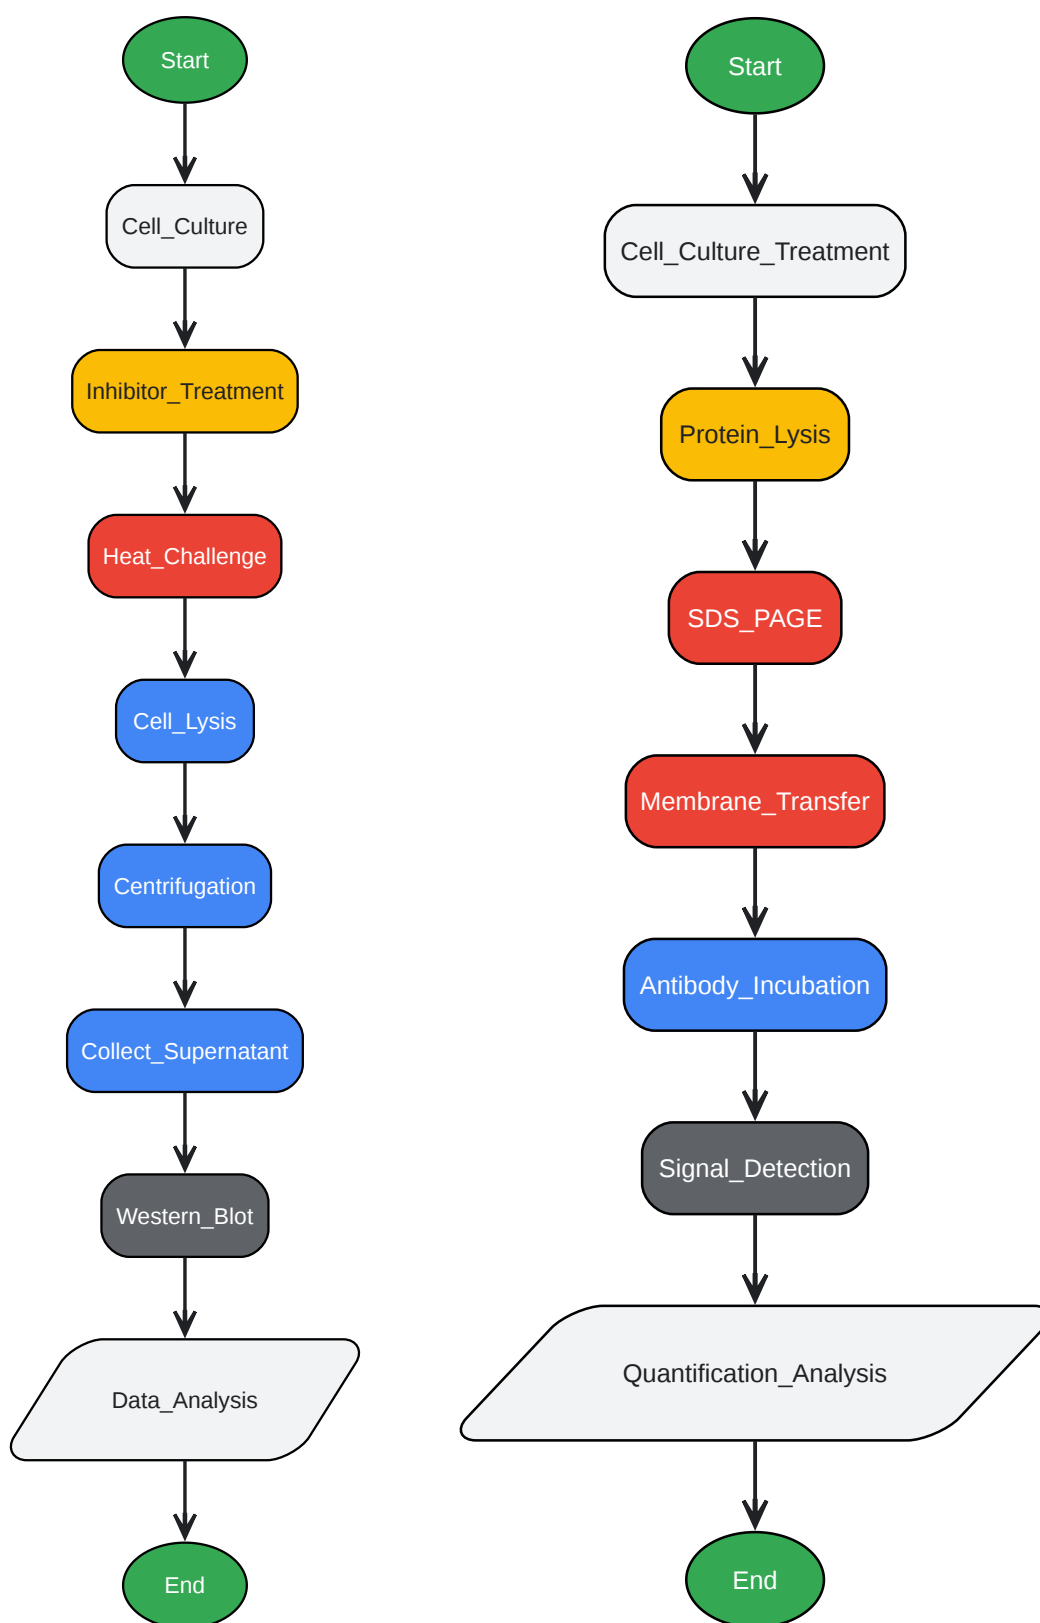 Start
Cell_Culture
Inhibitor_Treatment
Heat_Challenge
Cell_Lysis
Centrifugation
Collect_Supernatant
Western_Blot
Data_Analysis
End
Start
Cell_Culture_Treatment
Protein_Lysis
SDS_PAGE
Membrane_Transfer
Antibody_Incubation
Signal_Detection
Quantification_Analysis
End